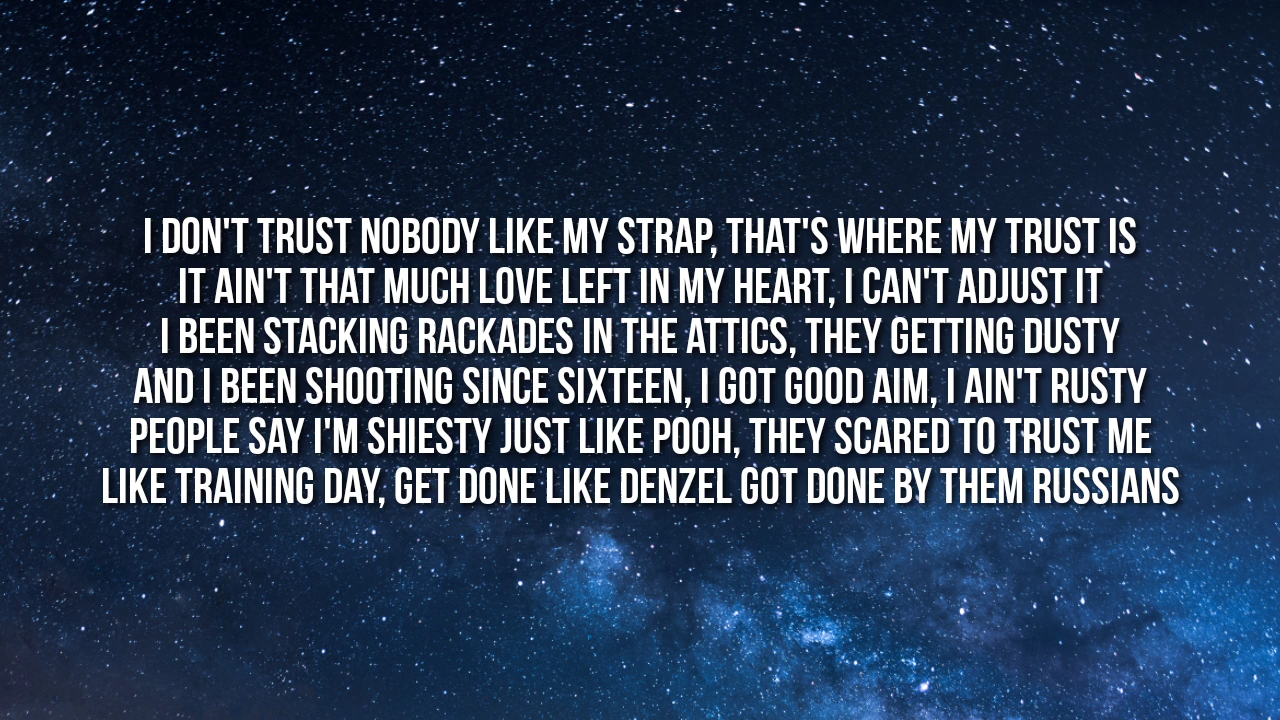 I DON'T TRUST NOBODY LIKE MY STRAP, THAT'S WHERE MY TRUST IS
IT AIN'T THAT MUCH LOVE LEFT IN MY HEART, I CAN'T ADJUST IT
I BEEN STACKING RACKADES IN THE ATTICS, THEY GETTING DUSTY
AND I BEEN SHOOTING SINCE SIXTEEN, I GOT GOOD AIM, I AIN'T RUSTY
PEOPLE SAY I'M SHIESTY JUST LIKE POOH, THEY SCARED TO TRUST ME
LIKE TRAINING DAY, GET DONE LIKE DENZEL GOT DONE BY THEM RUSSIANS